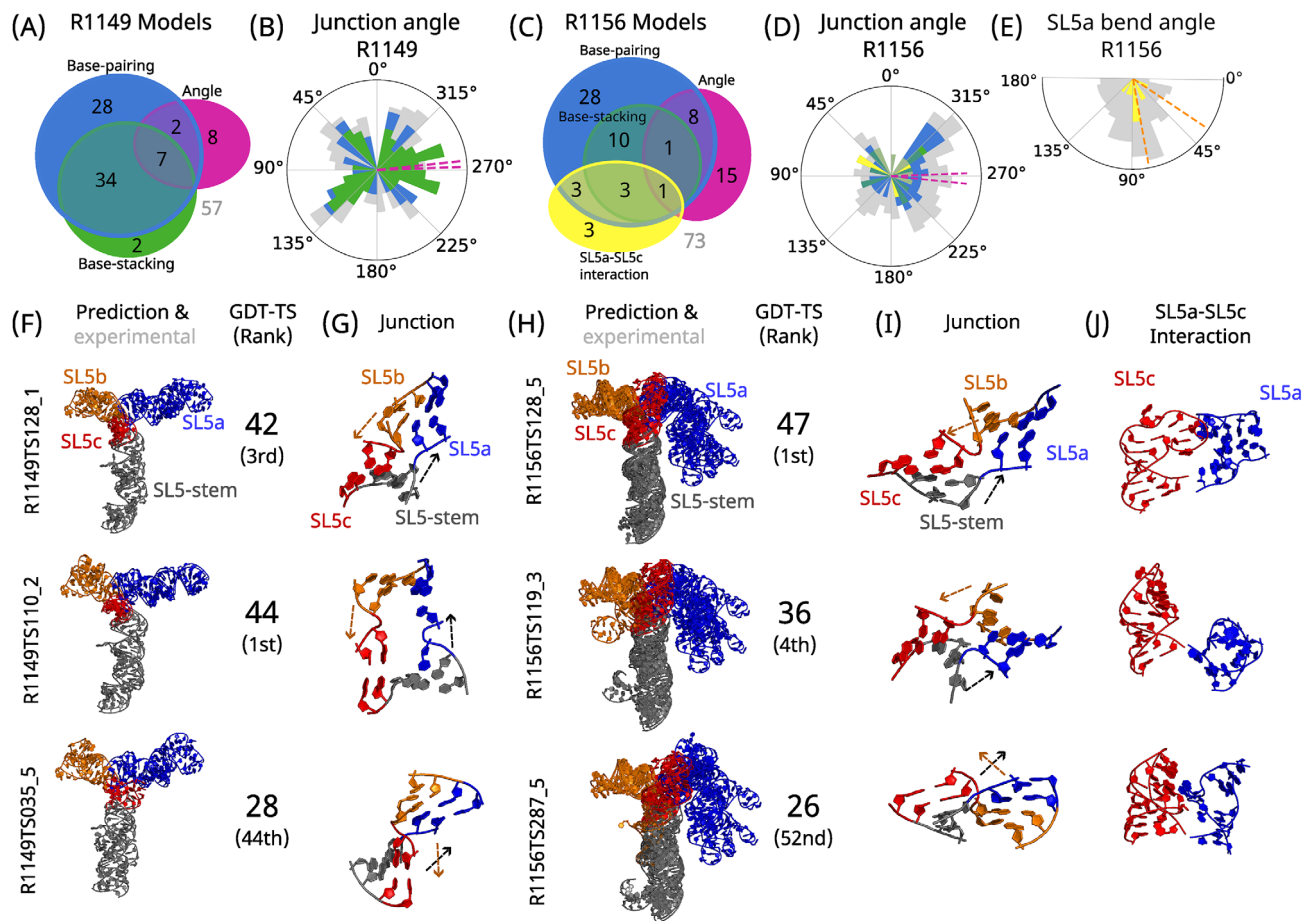 (A) R1149 Models
Base-pairing
Angle
28
2
8
7
34
57
2
Base-stacking
(B) Junction angle
R1149
0°
45°
315°
90°
270°
135°
225°
180°
(C) R1156 Models
Base-pairing
Angle
28
Base-stacking
8
10
1
15
3
3
1
3
73
SL5a-SL5c
interaction
(D) Junction angle
R1156
0°
45°
315°
90°
270°
135°
225°
180°
(E) SL5a bend angle
R1156
180°
0°
135°
45°
90°
(F) Prediction &
experimental
GDT-TS
(Rank)
(G) Junction
(H) Prediction &
experimental
GDT-TS
(Rank)
(I) Junction
(J) SL5a-SL5c
Interaction
R1149TS128_1
SL5b
SL5a
SL5c
SL5-stem
42
(3rd)
SL5b
SL5a
SL5c
SL5-stem
R1156TS128_5
SL5b
SL5a
SL5c
SL5-stem
47
(1st)
SL5b
SL5a
SL5c
SL5-stem
SL5c
SL5a
R1149TS110_2
44
(1st)
R1156TS119_3
36
(4th)
R1149TS035_5
28
(44th)
R1156TS287_5
26
(52nd)